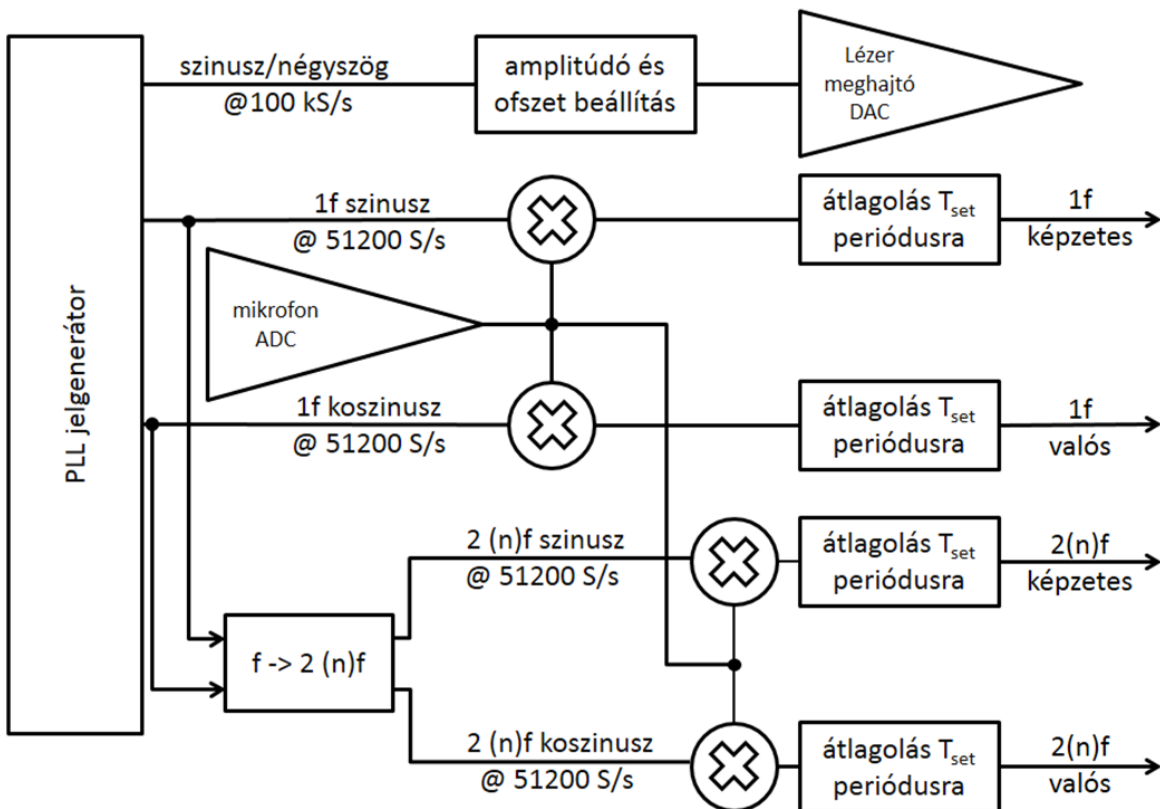 PLL jelgenerátor
szinusz/négyszög
@100 kS/s
amplitúdó és
ofszet beállítás
Lézer
meghajtó
DAC
1f szinusz
@ 51200 S/s
átlagolás Tset
periódusra
1f
képzetes
mikrofon
ADC
1f koszinusz
@ 51200 S/s
átlagolás Tset
periódusra
1f
valós
2 (n)f szinusz
@ 51200 S/s
átlagolás Tset
periódusra
2(n)f
képzetes
f -> 2 (n)f
2 (n)f koszinusz
@ 51200 S/s
átlagolás Tset
periódusra
2(n)f
valós